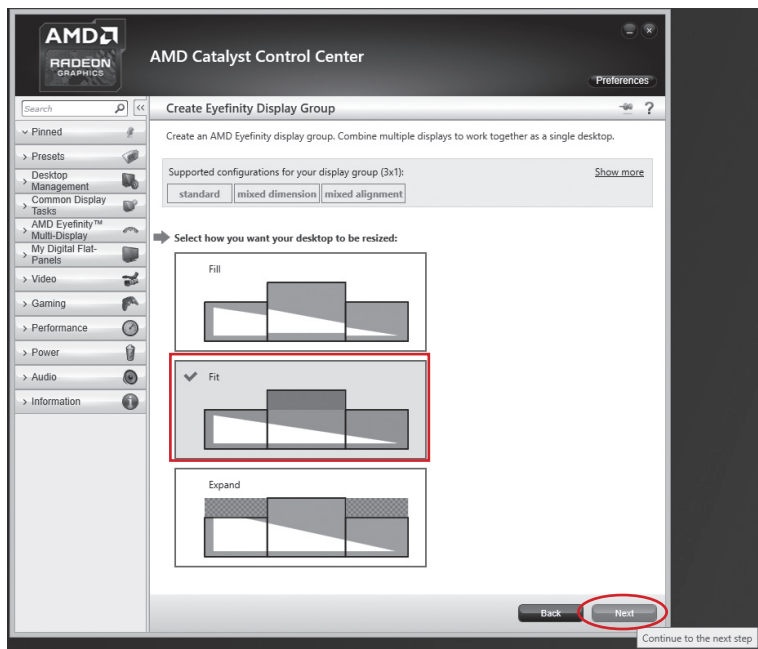 AMD
RADEON
GRAPHICS
AMD Catalyst Control Center
Preferences
Search
Pinned
Presets
Desktop
Management
Common Display
Tasks
AMD Eyefinity™
Multi-Display
My Digital Flat-
Panels
Video
Gaming
Performance
Power
Audio
Information
Create Eyefinity Display Group
Create an AMD Eyefinity display group. Combine multiple displays to work together as a single desktop.
Supported configurations for your display group (3x1):
Show more
standard mixed dimension mixed alignment
Select how you want your desktop to be resized:
Fill
Fit
Expand
Back Next
Continue to the next step